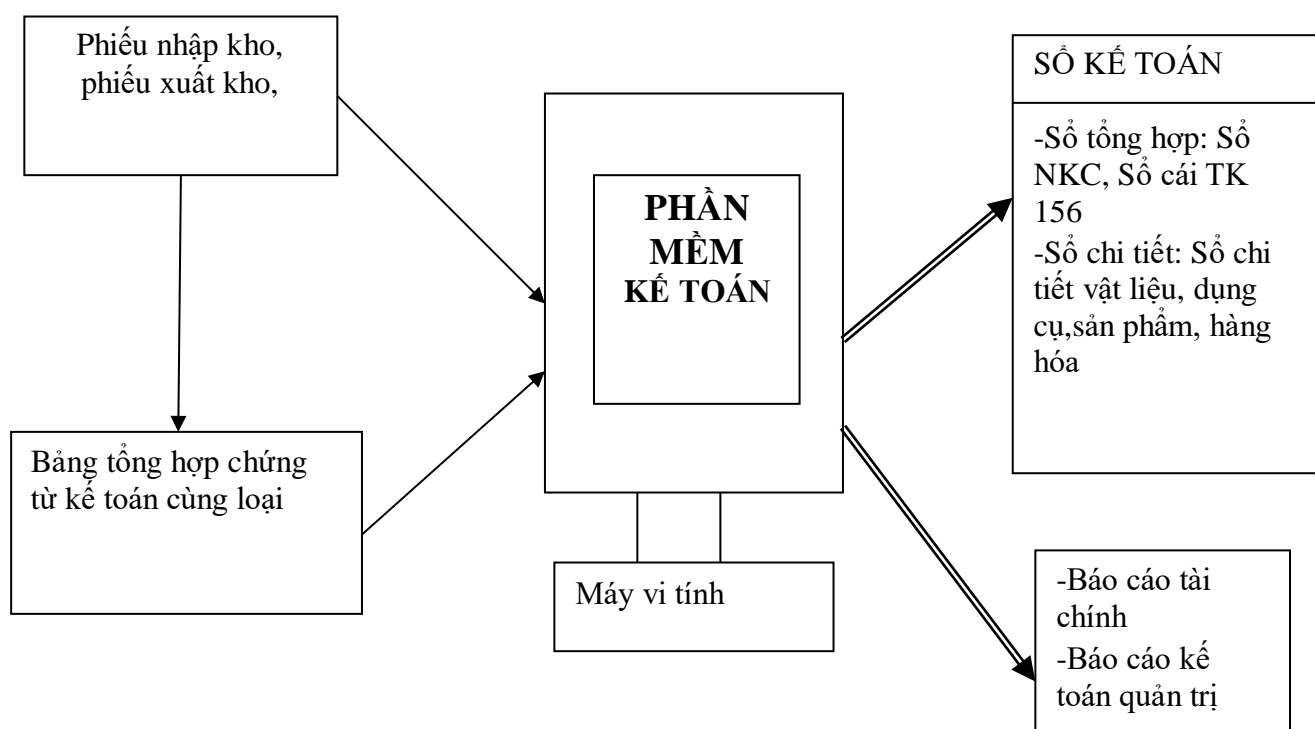 Phiếu nhập kho,
phiếu xuất kho,
Bảng tổng hợp chứng
từ kế toán cùng loại
PHẦN
MỀM
KẾ TOÁN
Máy vi tính
SỔ KẾ TOÁN
-Sổ tổng hợp: Sổ
NKC, Sổ cái TK
156
-Sổ chi tiết: Sổ chi
tiết vật liệu, dụng
cụ,sản phẩm, hàng
hóa
-Báo cáo tài
chính
-Báo cáo kế
toán quản trị